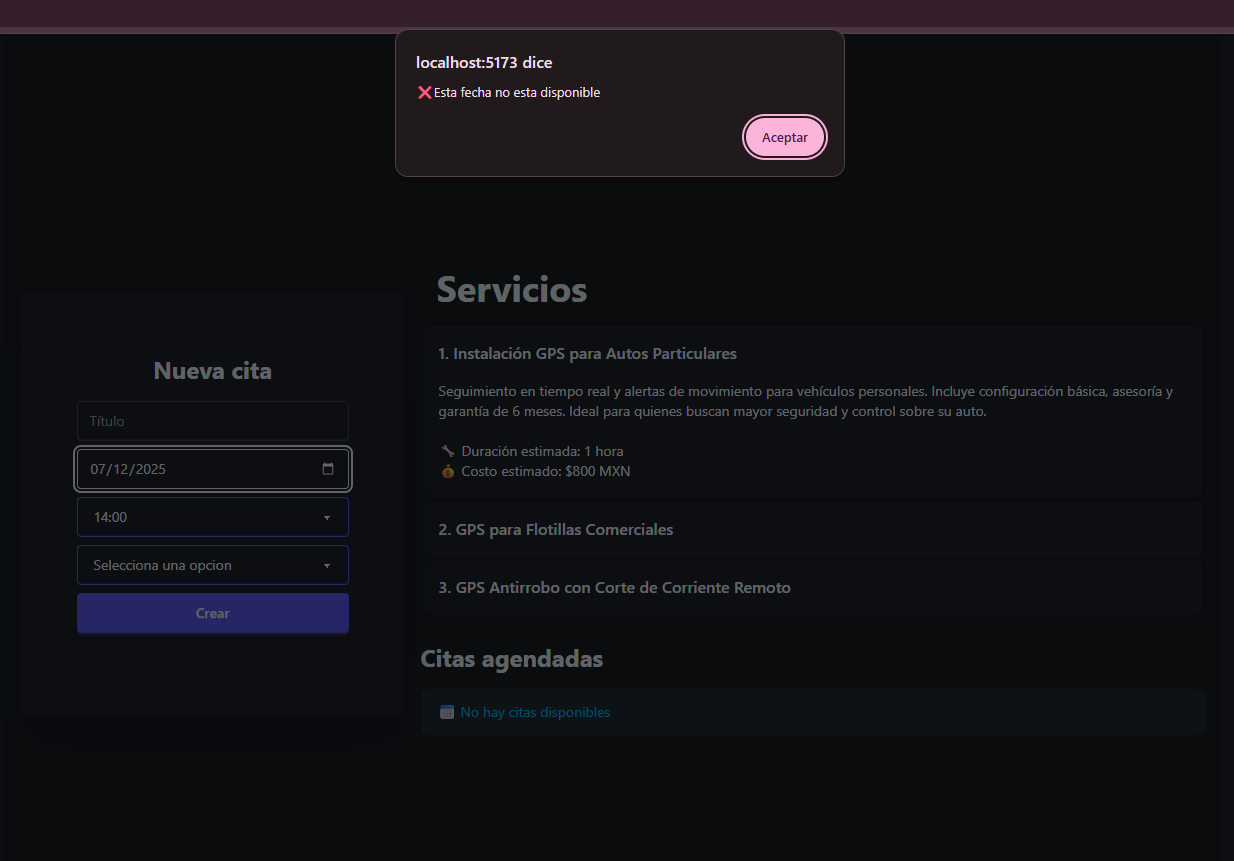 localhost:5173 dice
❌Esta fecha no esta disponible
Aceptar
Servicios
1. Instalación GPS para Autos Particulares
Seguimiento en tiempo real y alertas de movimiento para vehículos personales. Incluye configuración básica, asesoría y
garantía de 6 meses. Ideal para quienes buscan mayor seguridad y control sobre su auto.
🔧 Duración estimada: 1 hora
💰 Costo estimado: $800 MXN
2. GPS para Flotillas Comerciales
3. GPS Antirrobo con Corte de Corriente Remoto
Nueva cita
Título
07/12/2025
14:00
Selecciona una opcion
Crear
Citas agendadas
📅 No hay citas disponibles